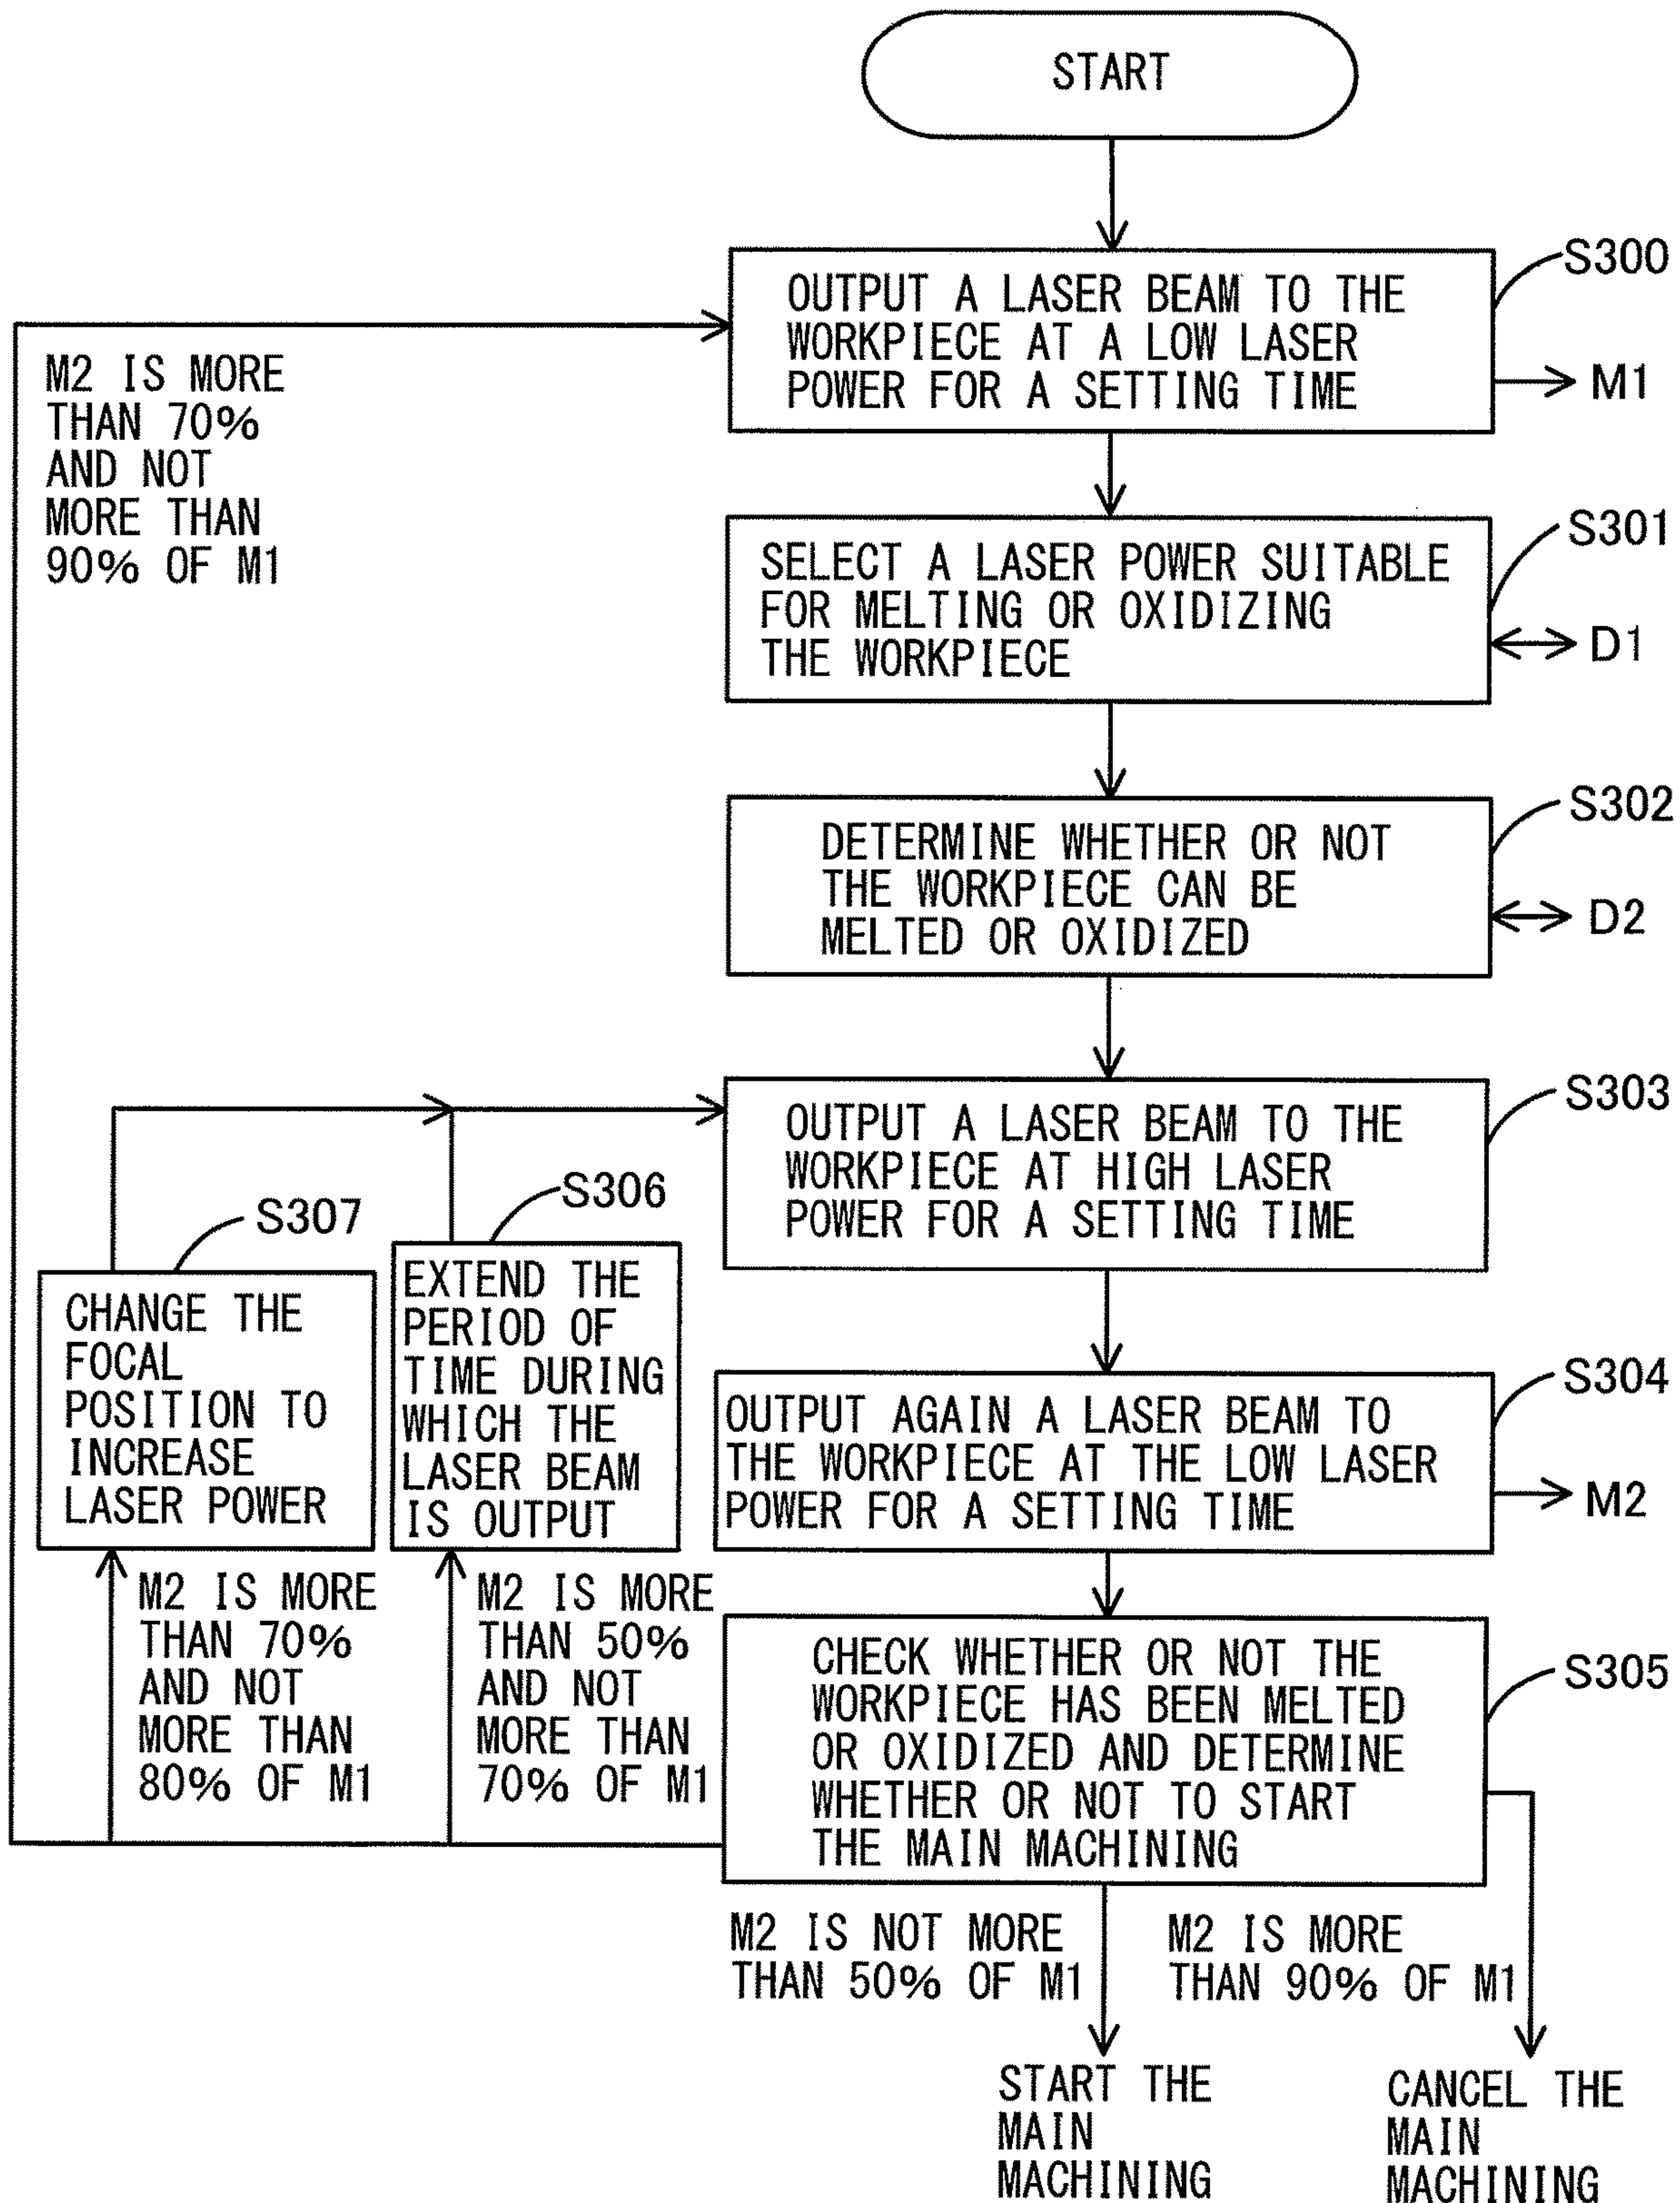 START
S300
OUTPUT A LASER BEAM TO THE
WORKPIECE AT A LOW LASER
POWER FOR A SETTING TIME
M1
M2 IS MORE
THAN 70%
AND NOT
MORE THAN
90% OF M1
S301
SELECT A LASER POWER SUITABLE
FOR MELTING OR OXIDIZING
THE WORKPIECE
D1
S302
DETERMINE WHETHER OR NOT
THE WORKPIECE CAN BE
MELTED OR OXIDIZED
D2
S303
OUTPUT A LASER BEAM TO THE
WORKPIECE AT HIGH LASER
POWER FOR A SETTING TIME
S307
CHANGE THE
FOCAL
POSITION TO
INCREASE
LASER POWER
S306
EXTEND THE
PERIOD OF
TIME DURING
WHICH THE
LASER BEAM
IS OUTPUT
S304
OUTPUT AGAIN A LASER BEAM TO
THE WORKPIECE AT THE LOW LASER
POWER FOR A SETTING TIME
M2
M2 IS MORE
THAN 70%
AND NOT
MORE THAN
80% OF M1
M2 IS MORE
THAN 50%
AND NOT
MORE THAN
70% OF M1
S305
CHECK WHETHER OR NOT THE
WORKPIECE HAS BEEN MELTED
OR OXIDIZED AND DETERMINE
WHETHER OR NOT TO START
THE MAIN MACHINING
M2 IS NOT MORE
THAN 50% OF M1
M2 IS MORE
THAN 90% OF M1
START THE
MAIN
MACHINING
CANCEL THE
MAIN
MACHINING